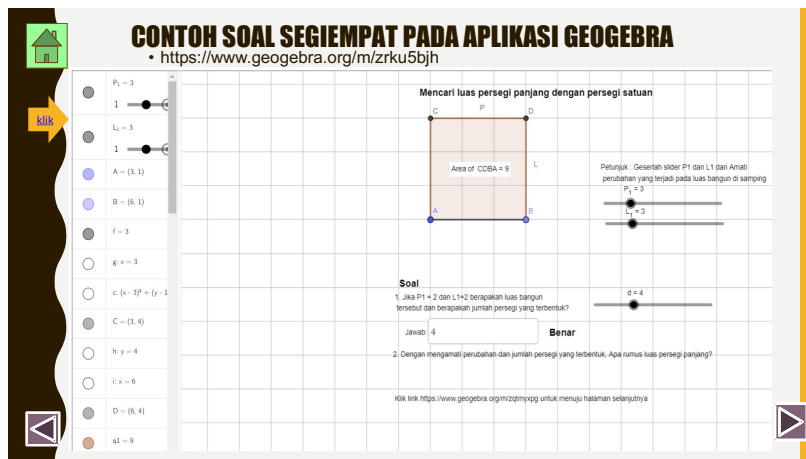 CONTOH SOAL SEGIEMPAT PADA APLIKASI GEOGEBRA
• https://www.geogebra.org/m/zrku5bjh
klik
P₁ = 3
1
L₁ = 3
1
A = (3, 1)
B = (6, 1)
f = 3
g: x = 3
c: (x - 3)² + (y - 1
C = (3, 4)
h: y = 4
i: x = 6
D = (6, 4)
q1 = 9
Mencari luas persegi panjang dengan persegi satuan
C
P
D
Area of CDBA = 9
L
A
B
Petunjuk : Geserlah slider P1 dan L1 dan Amati
perubahan yang terjadi pada luas bangun di samping
P₁ = 3
L₁ = 3
Soal
1. Jika P1 = 2 dan L1=2 berapakah luas bangun
tersebut dan berapakah jumlah persegi yang terbentuk?
d = 4
Jawab: 4
Benar
2. Dengan mengamati perubahan dan jumlah persegi yang terbentuk, Apa rumus luas persegi panjang?
Klik link https://www.geogebra.org/m/zqtmyxpg untuk menuju halaman selanjutnya